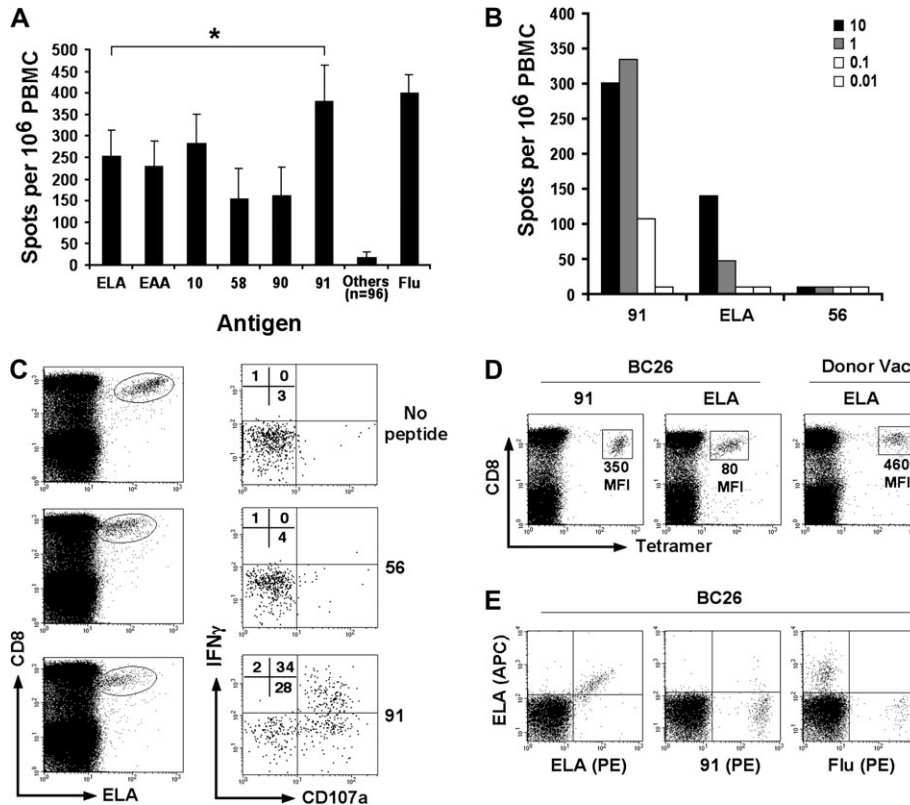 A
*
Spots per 10⁶ PBMC
500
450
400
350
300
250
200
150
100
50
0
ELA EAA 10 58 90 91 Others (n=96) Flu
Antigen
B
10
1
0.1
0.01
Spots per 10⁶ PBMC
400
350
300
250
200
150
100
50
0
91 ELA 56
C
1 0
3
No peptide
1 0
4
56
2 34
28
91
CD8
ELA
IFNγ
CD107a
D
BC26
Donor Vac
91 ELA ELA
CD8
350 MFI
80 MFI
460 MFI
Tetramer
E
BC26
ELA (APC)
ELA (PE) 91 (PE) Flu (PE)